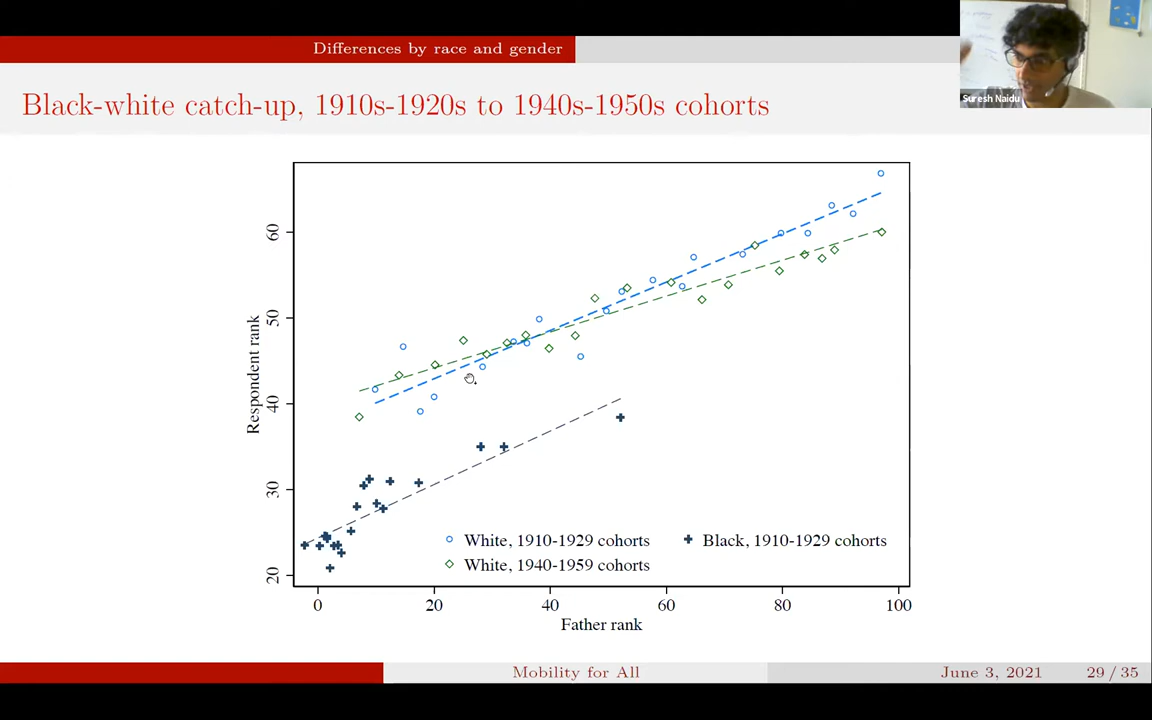 Differences by race and gender
Suresh Naidu
Black-white catch-up, 1910s-1920s to 1940s-1950s cohorts
Respondent rank
60
50
40
30
20
White, 1910-1929 cohorts
Black, 1910-1929 cohorts
White, 1940-1959 cohorts
0 20 40 60 80 100
Father rank
Mobility for All
June 3, 2021
29 / 35